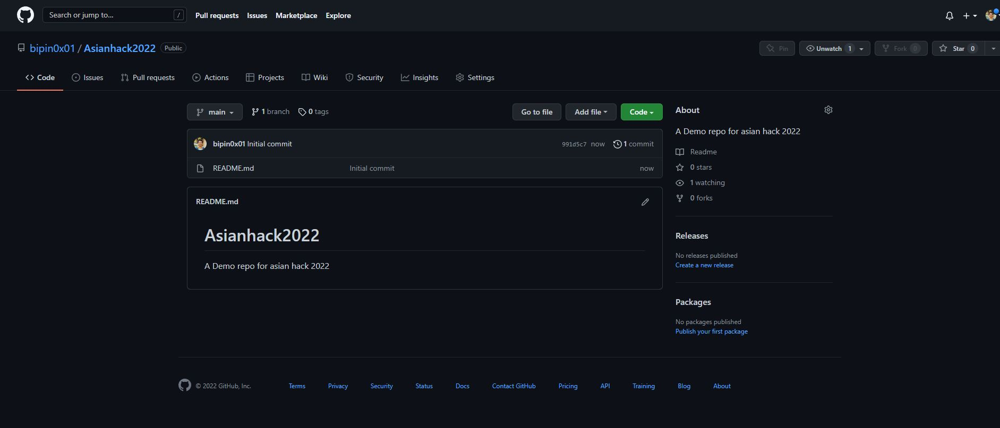 Search or jump to... / Pull requests Issues Marketplace Explore
bipin0x01 / Asianhack2022 Public Pin Unwatch 1 Fork 0 Star 0
Code Issues Pull requests Actions Projects Wiki Security Insights Settings
main 1 branch 0 tags Go to file Add file Code
bipin0x01 Initial commit 991d5c7 now 1 commit
README.md Initial commit now
README.md
Asianhack2022
A Demo repo for asian hack 2022
About
A Demo repo for asian hack 2022
Readme
0 stars
1 watching
0 forks
Releases
No releases published
Create a new release
Packages
No packages published
Publish your first package
© 2022 GitHub, Inc. Terms Privacy Security Status Docs Contact GitHub Pricing API Training Blog About